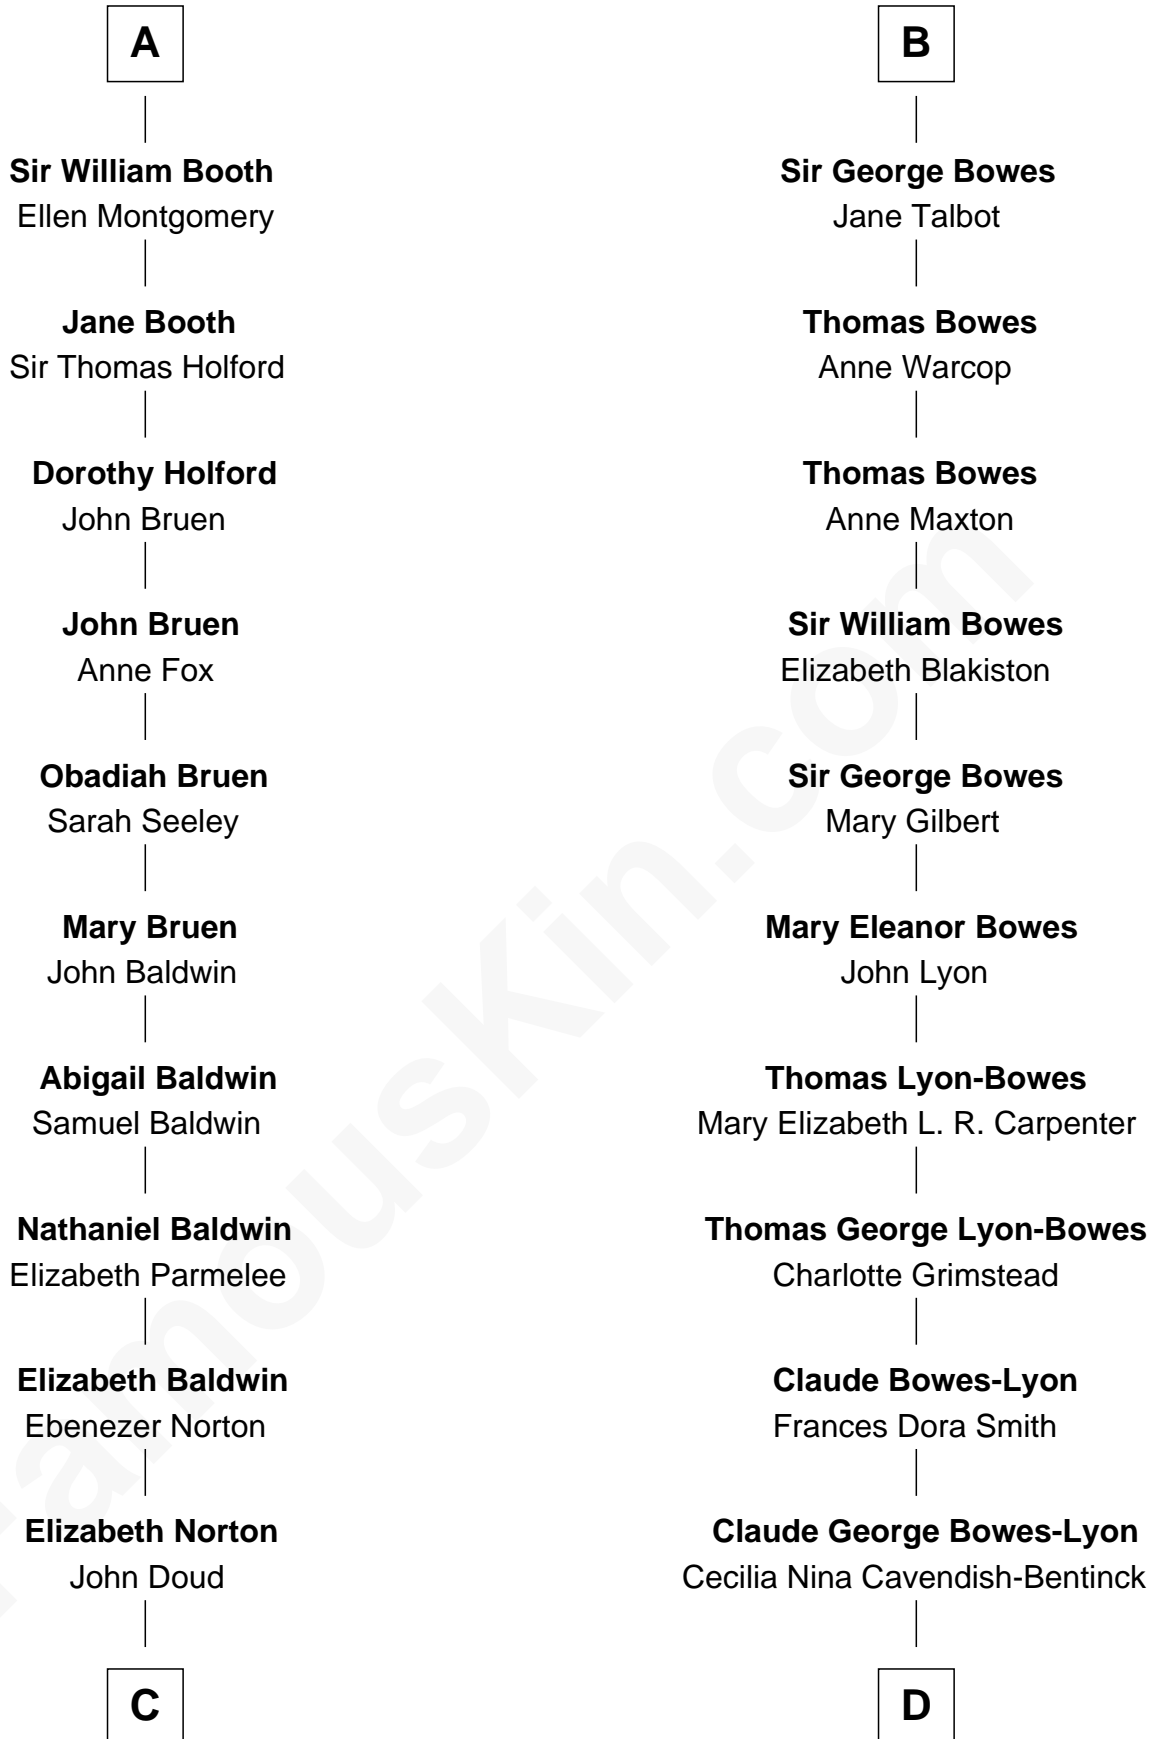 A
Sir William Booth
Ellen Montgomery
Jane Booth
Sir Thomas Holford
Dorothy Holford
John Bruen
John Bruen
Anne Fox
Obadiah Bruen
Sarah Seeley
Mary Bruen
John Baldwin
Abigail Baldwin
Samuel Baldwin
Nathaniel Baldwin
Elizabeth Parmelee
Elizabeth Baldwin
Ebenezer Norton
Elizabeth Norton
John Doud
C
B
Sir George Bowes
Jane Talbot
Thomas Bowes
Anne Warcop
Thomas Bowes
Anne Maxton
Sir William Bowes
Elizabeth Blakiston
Sir George Bowes
Mary Gilbert
Mary Eleanor Bowes
John Lyon
Thomas Lyon-Bowes
Mary Elizabeth L. R. Carpenter
Thomas George Lyon-Bowes
Charlotte Grimstead
Claude Bowes-Lyon
Frances Dora Smith
Claude George Bowes-Lyon
Cecilia Nina Cavendish-Bentinck
D
FamousKin.com